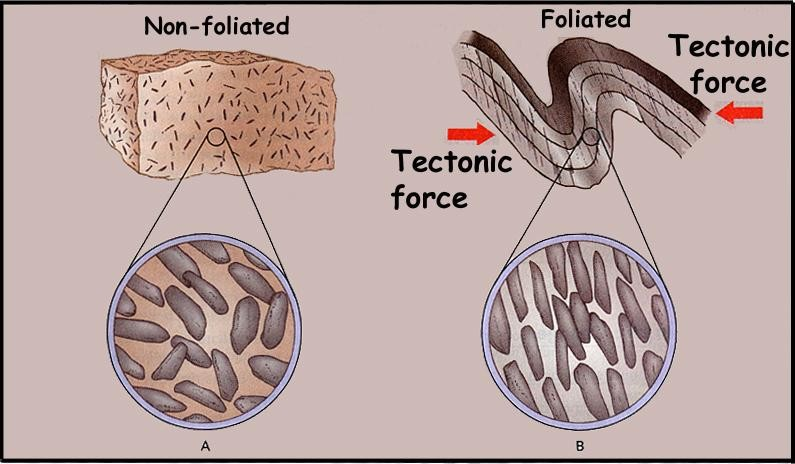 Non-foliated
Foliated
Tectonic
force
Tectonic
force
A
B